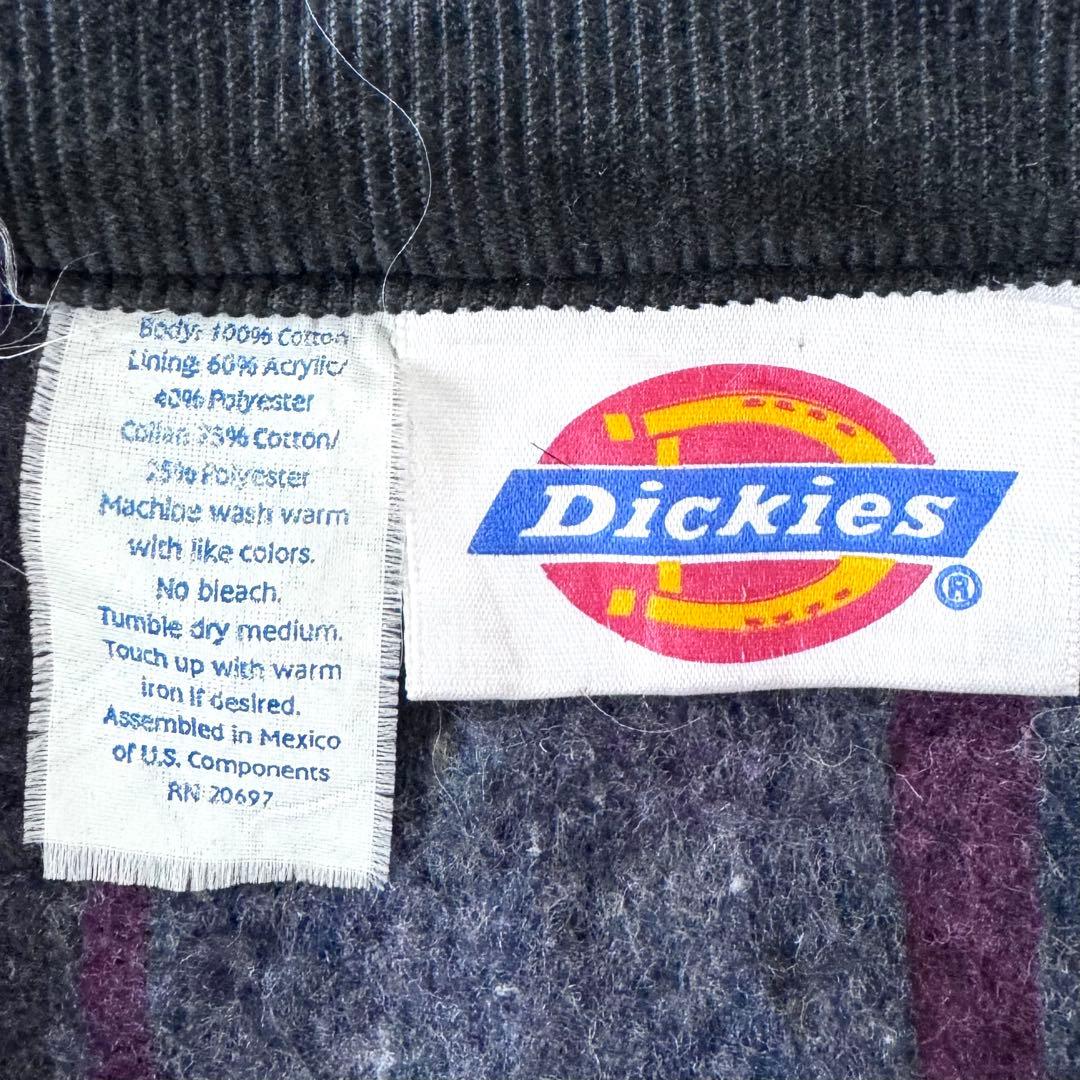 Body: 100% Cotton
Lining: 60% Acrylic/
40% Polyester
Collar: 75% Cotton/
25% Polyester
Machine wash warm
with like colors.
No bleach.
Tumble dry medium.
Touch up with warm
iron if desired.
Assembled in Mexico
of U.S. Components
RN 20697
Dickies
®